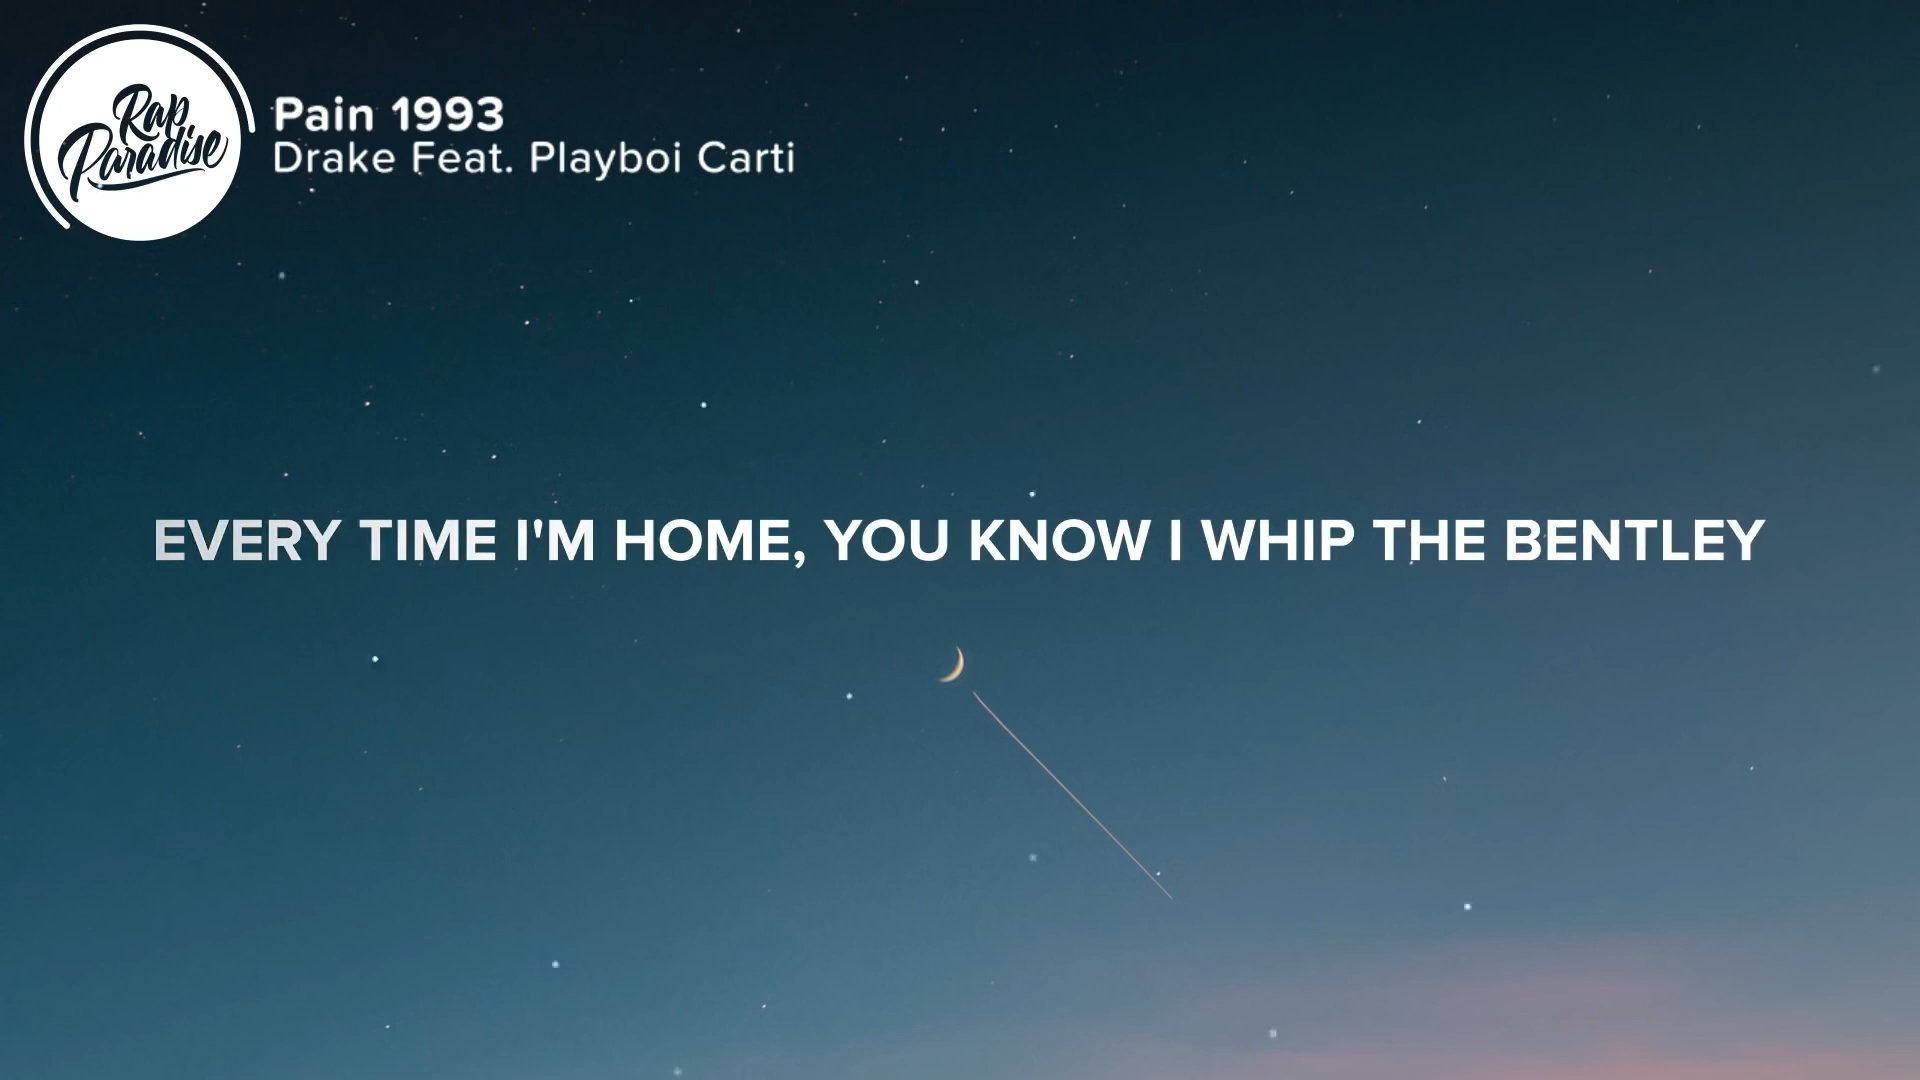 Rap
Paradise
Pain 1993
Drake Feat. Playboi Carti
EVERY TIME I'M HOME, YOU KNOW I WHIP THE BENTLEY